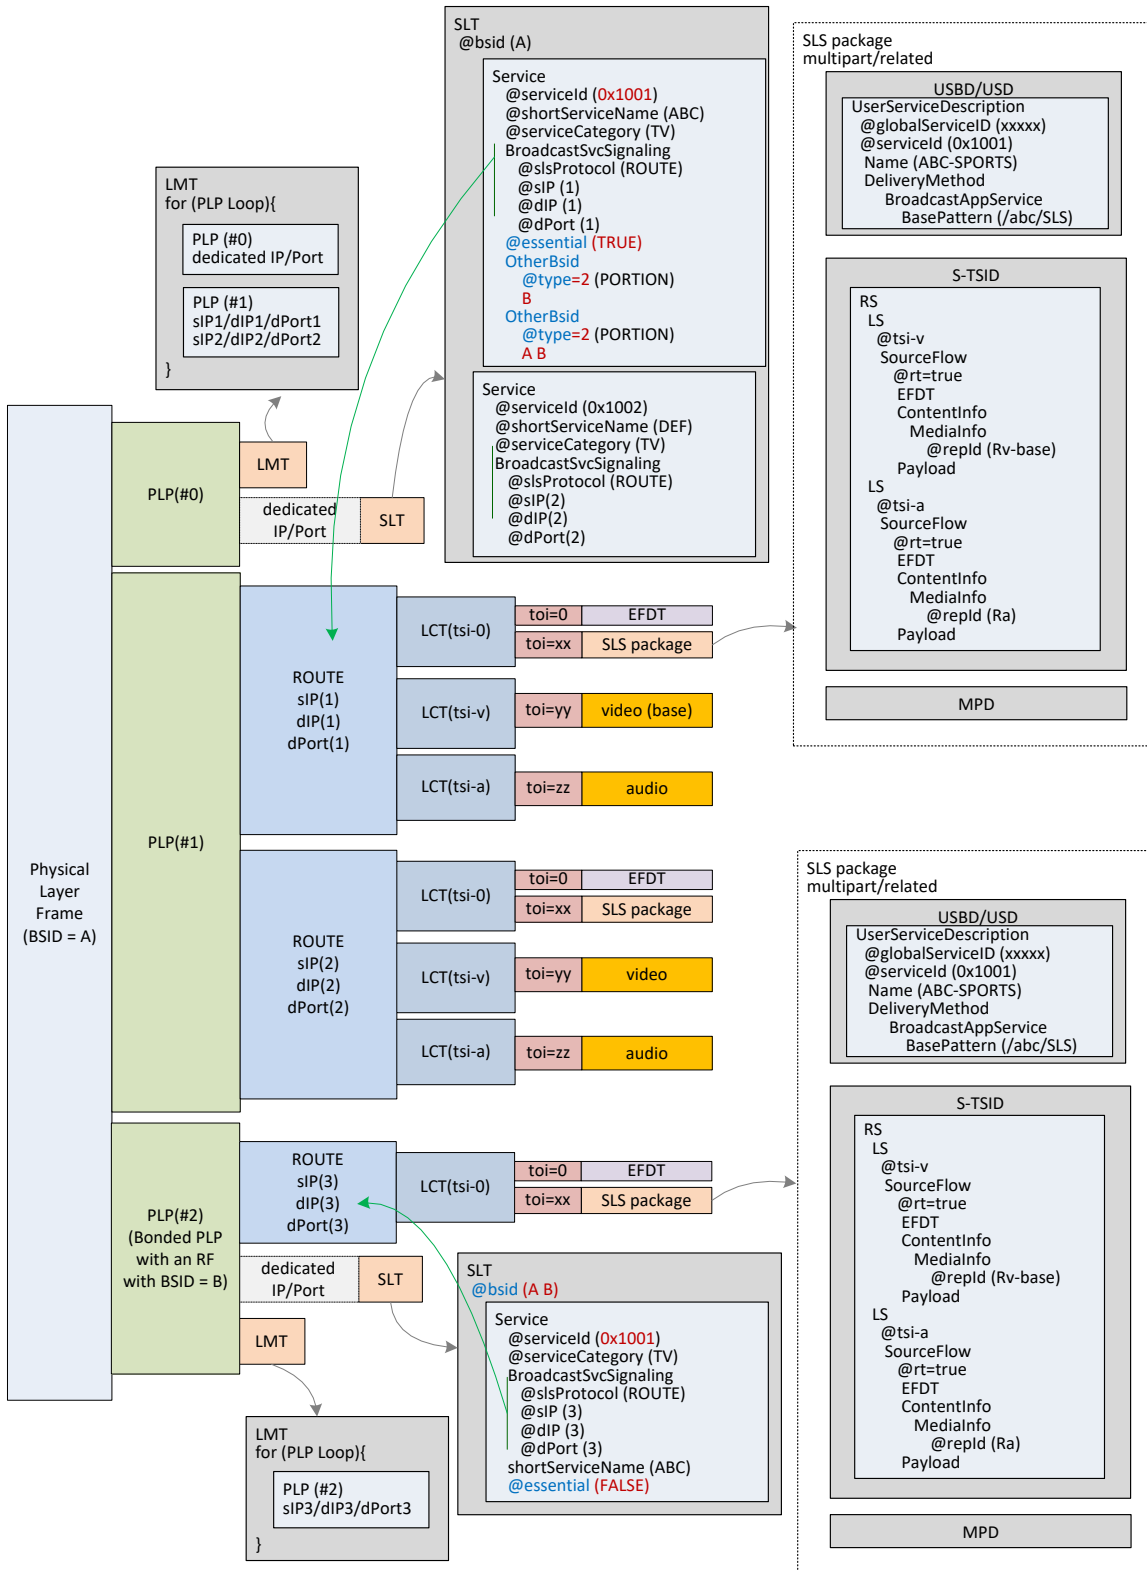 SLT
@bsid (A)
Service
@serviceId (0x1001)
@shortServiceName (ABC)
@serviceCategory (TV)
BroadcastSvcSignaling
@slsProtocol (ROUTE)
@sIP (1)
@dIP (1)
@dPort (1)
@essential (TRUE)
OtherBsid
@type=2 (PORTION)
B
OtherBsid
@type=2 (PORTION)
A B
Service
@serviceId (0x1002)
@shortServiceName (DEF)
@serviceCategory (TV)
BroadcastSvcSignaling
@slsProtocol (ROUTE)
@sIP(2)
@dIP(2)
@dPort(2)
SLS package
multipart/related
USBD/USD
UserServiceDescription
@globalServiceID (xxxxx)
@serviceId (0x1001)
Name (ABC-SPORTS)
DeliveryMethod
BroadcastAppService
BasePattern (/abc/SLS)
S-TSID
RS
LS
@tsi-v
SourceFlow
@rt=true
EFDT
ContentInfo
MediaInfo
@repId (Rv-base)
Payload
LS
@tsi-a
SourceFlow
@rt=true
EFDT
ContentInfo
MediaInfo
@repId (Ra)
Payload
MPD
LMT
for (PLP Loop){
PLP (#0)
dedicated IP/Port
PLP (#1)
sIP1/dIP1/dPort1
sIP2/dIP2/dPort2
}
Physical
Layer
Frame
(BSID = A)
PLP(#0)
LMT
dedicated
IP/Port
SLT
PLP(#1)
ROUTE
sIP(1)
dIP(1)
dPort(1)
LCT(tsi-0)
toi=0
EFDT
toi=xx
SLS package
LCT(tsi-v)
toi=yy
video (base)
LCT(tsi-a)
toi=zz
audio
ROUTE
sIP(2)
dIP(2)
dPort(2)
LCT(tsi-0)
toi=0
EFDT
toi=xx
SLS package
LCT(tsi-v)
toi=yy
video
LCT(tsi-a)
toi=zz
audio
PLP(#2)
(Bonded PLP
with an RF
with BSID = B)
ROUTE
sIP(3)
dIP(3)
dPort(3)
LCT(tsi-0)
toi=0
EFDT
toi=xx
SLS package
dedicated
IP/Port
SLT
LMT
LMT
for (PLP Loop){
PLP (#2)
sIP3/dIP3/dPort3
}
SLT
@bsid (A B)
Service
@serviceId (0x1001)
@serviceCategory (TV)
BroadcastSvcSignaling
@slsProtocol (ROUTE)
@sIP (3)
@dIP (3)
@dPort (3)
shortServiceName (ABC)
@essential (FALSE)
SLS package
multipart/related
USBD/USD
UserServiceDescription
@globalServiceID (xxxxx)
@serviceId (0x1001)
Name (ABC-SPORTS)
DeliveryMethod
BroadcastAppService
BasePattern (/abc/SLS)
S-TSID
RS
LS
@tsi-v
SourceFlow
@rt=true
EFDT
ContentInfo
MediaInfo
@repId (Rv-base)
Payload
LS
@tsi-a
SourceFlow
@rt=true
EFDT
ContentInfo
MediaInfo
@repId (Ra)
Payload
MPD